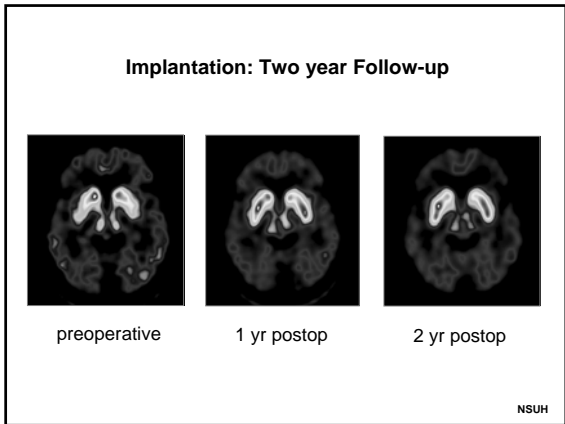 Implantation: Two year Follow-up
preoperative
1 yr postop
2 yr postop
NSUH